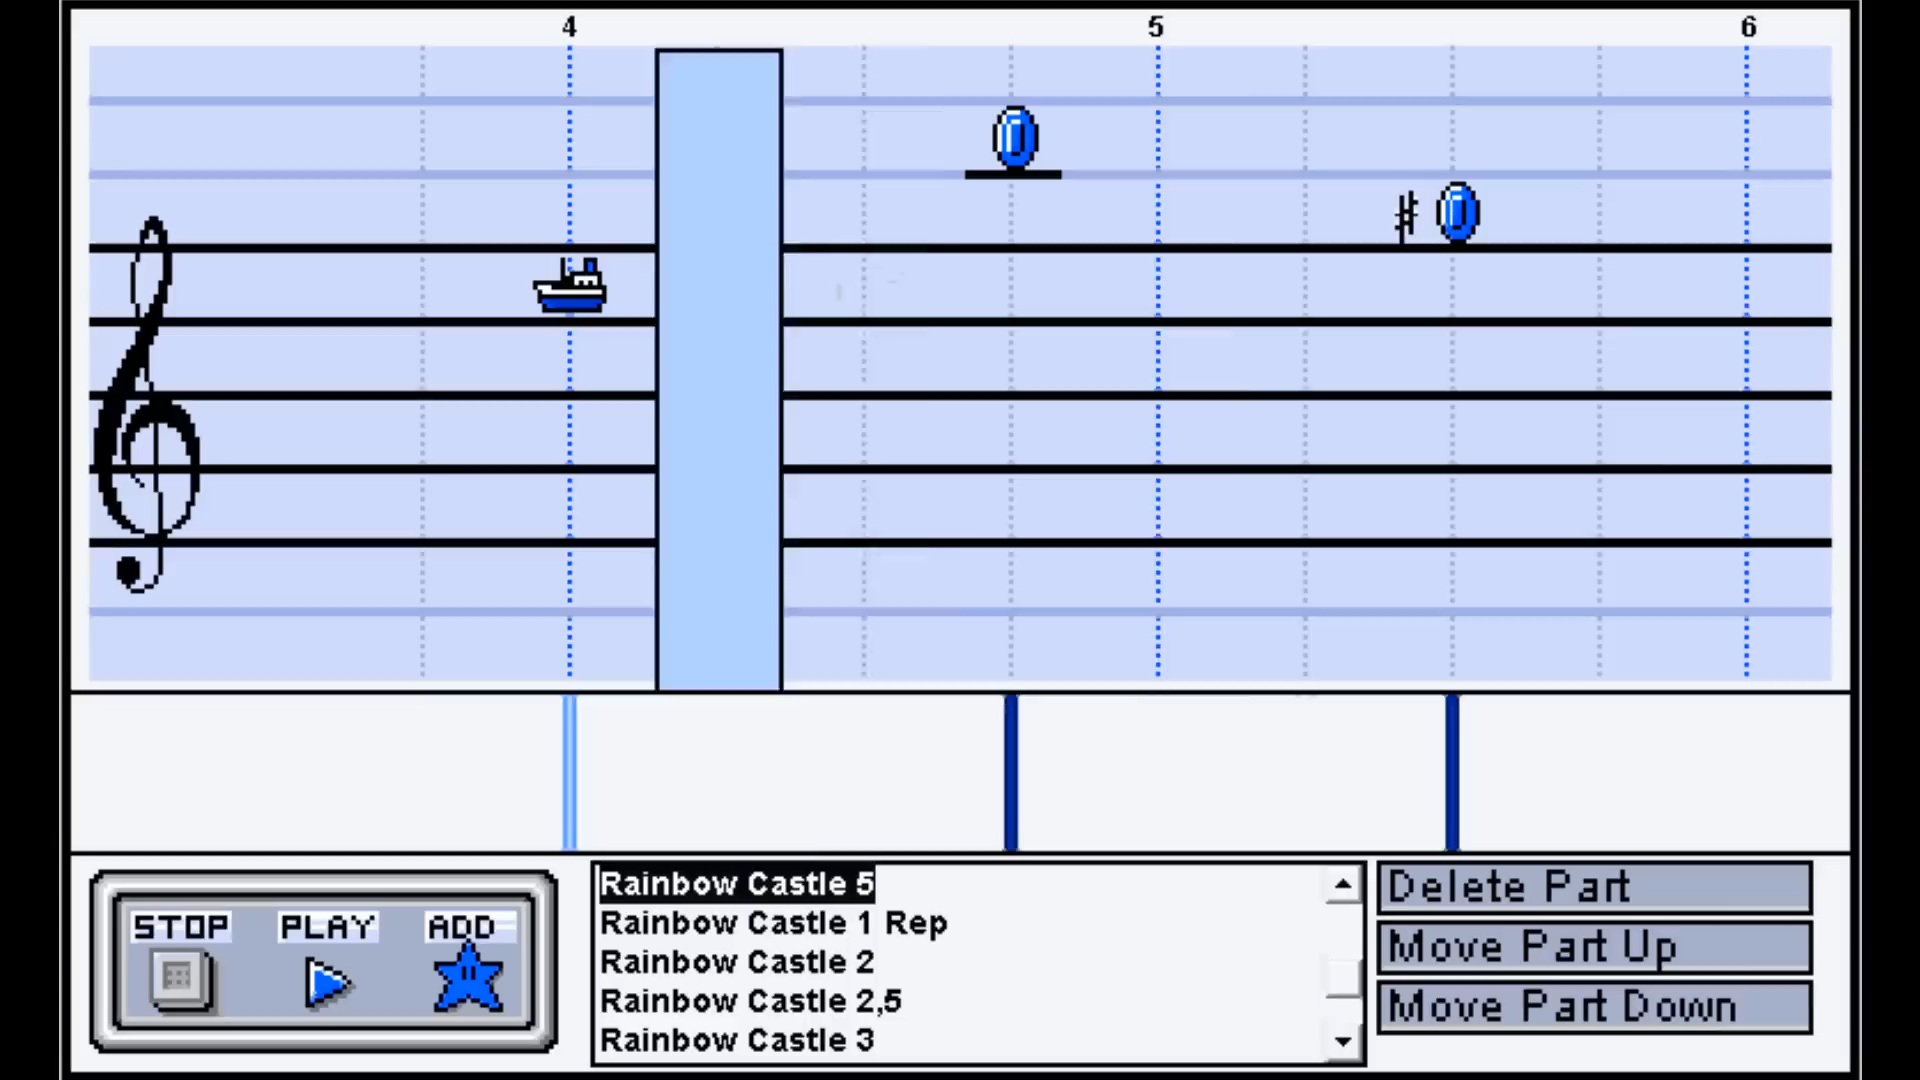 4 5 6
STOP PLAY ADD
Rainbow Castle 5
Rainbow Castle 1 Rep
Rainbow Castle 2
Rainbow Castle 2,5
Rainbow Castle 3
Delete Part
Move Part Up
Move Part Down